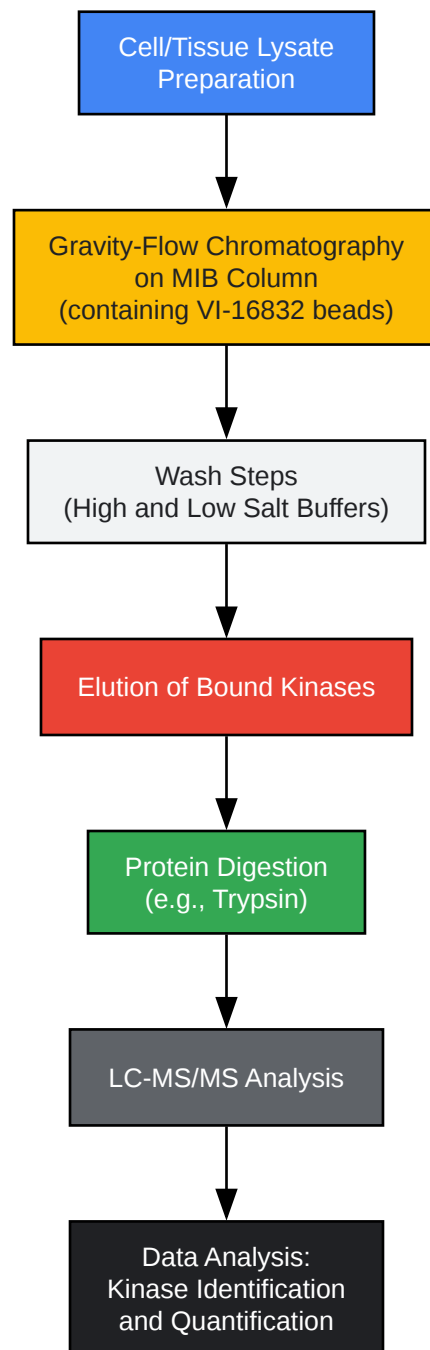 Cell/Tissue Lysate
Preparation
Gravity-Flow Chromatography
on MIB Column
(containing VI-16832 beads)
Wash Steps
(High and Low Salt Buffers)
Elution of Bound Kinases
Protein Digestion
(e.g., Trypsin)
LC-MS/MS Analysis
Data Analysis:
Kinase Identification
and Quantification